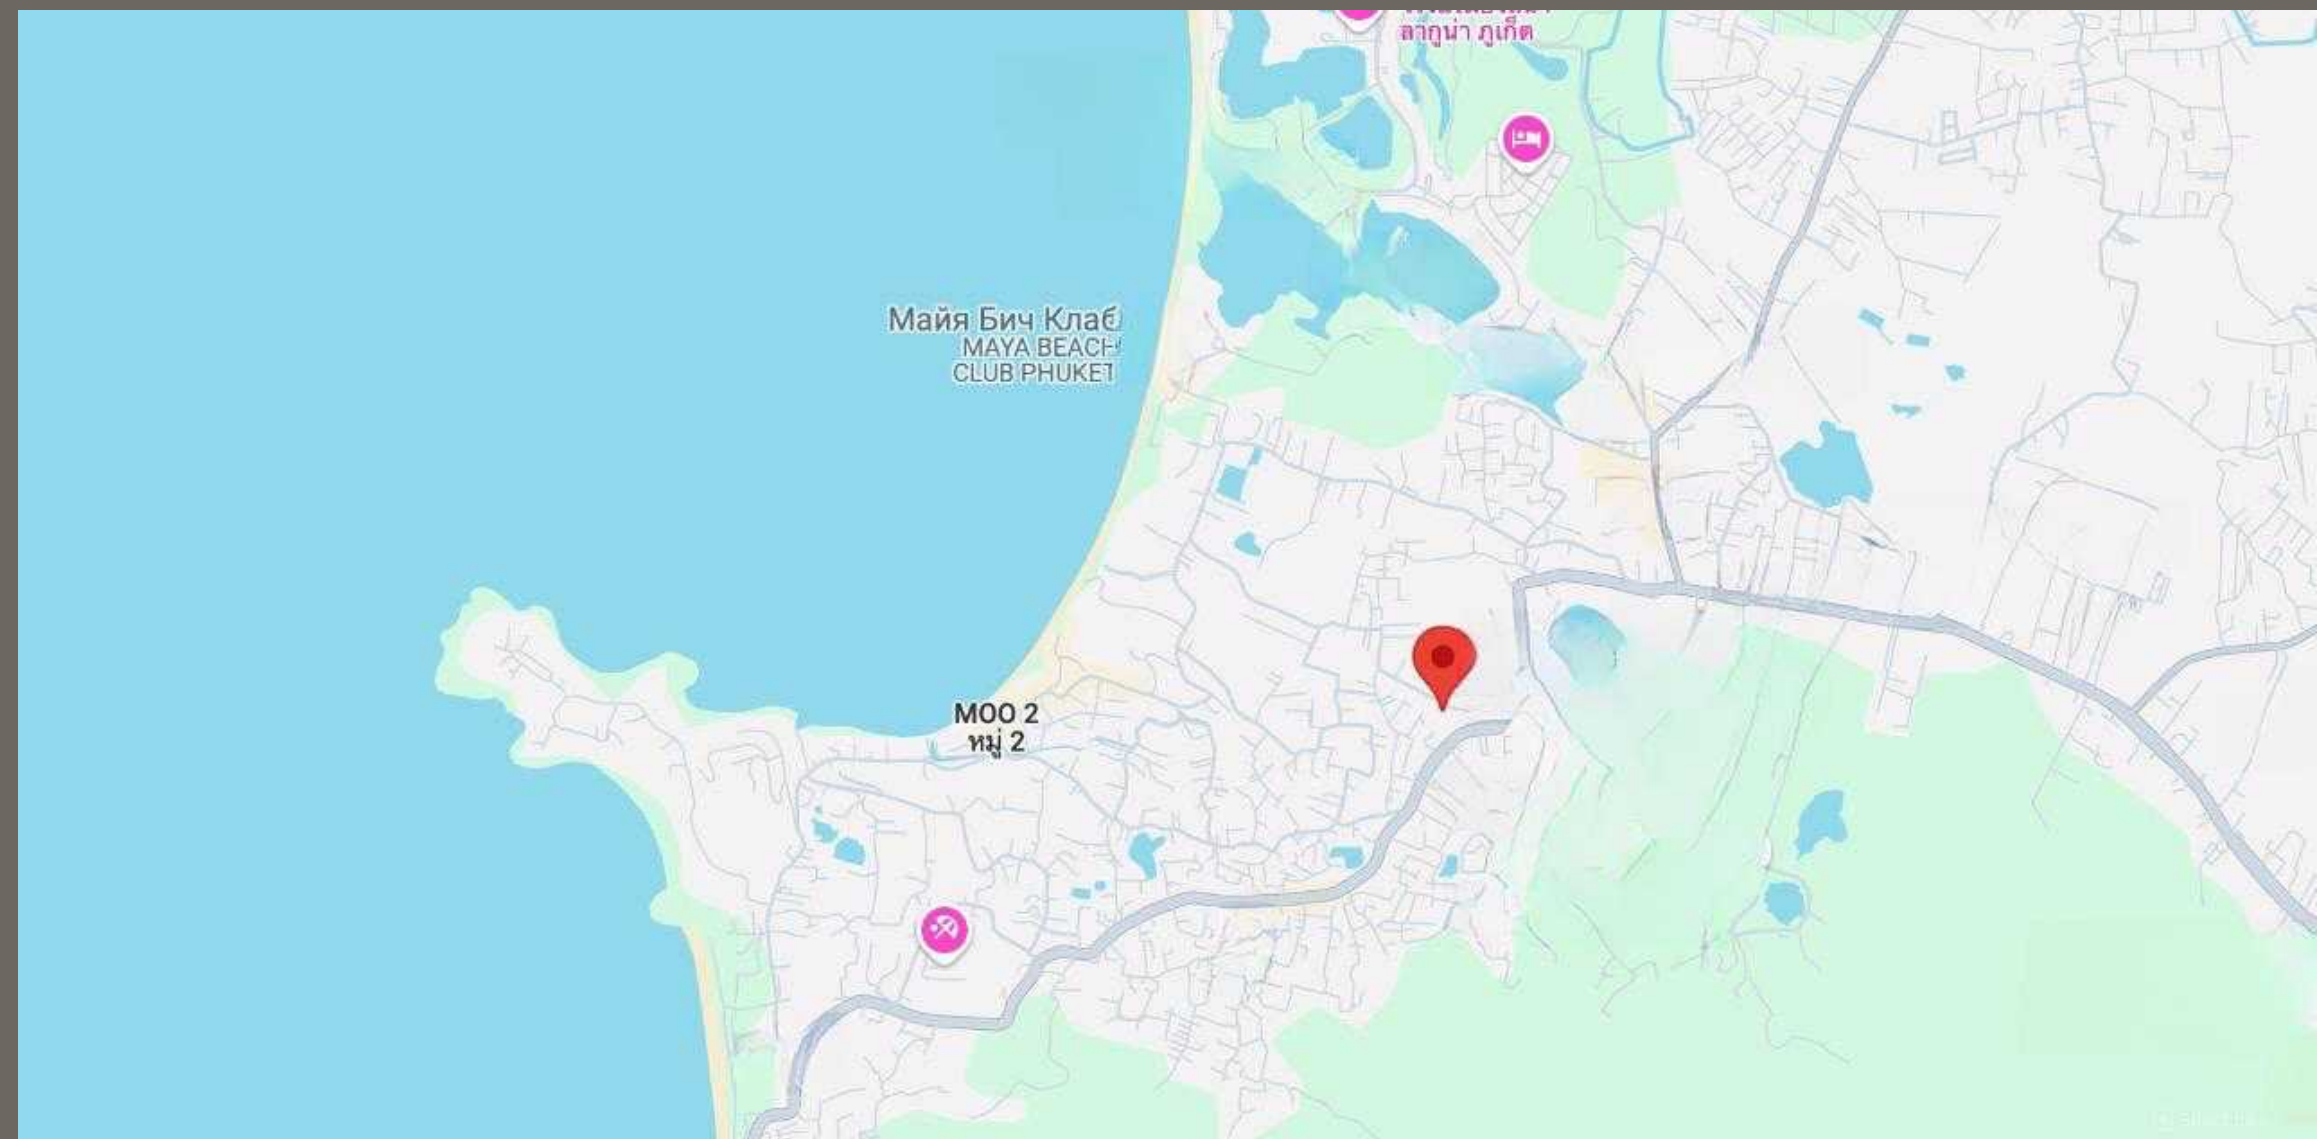 ลากูน่า ภูเก็ต
Майя Бич Клаб
MAYA BEACH
CLUB PHUKET
MOO 2
หมู่ 2